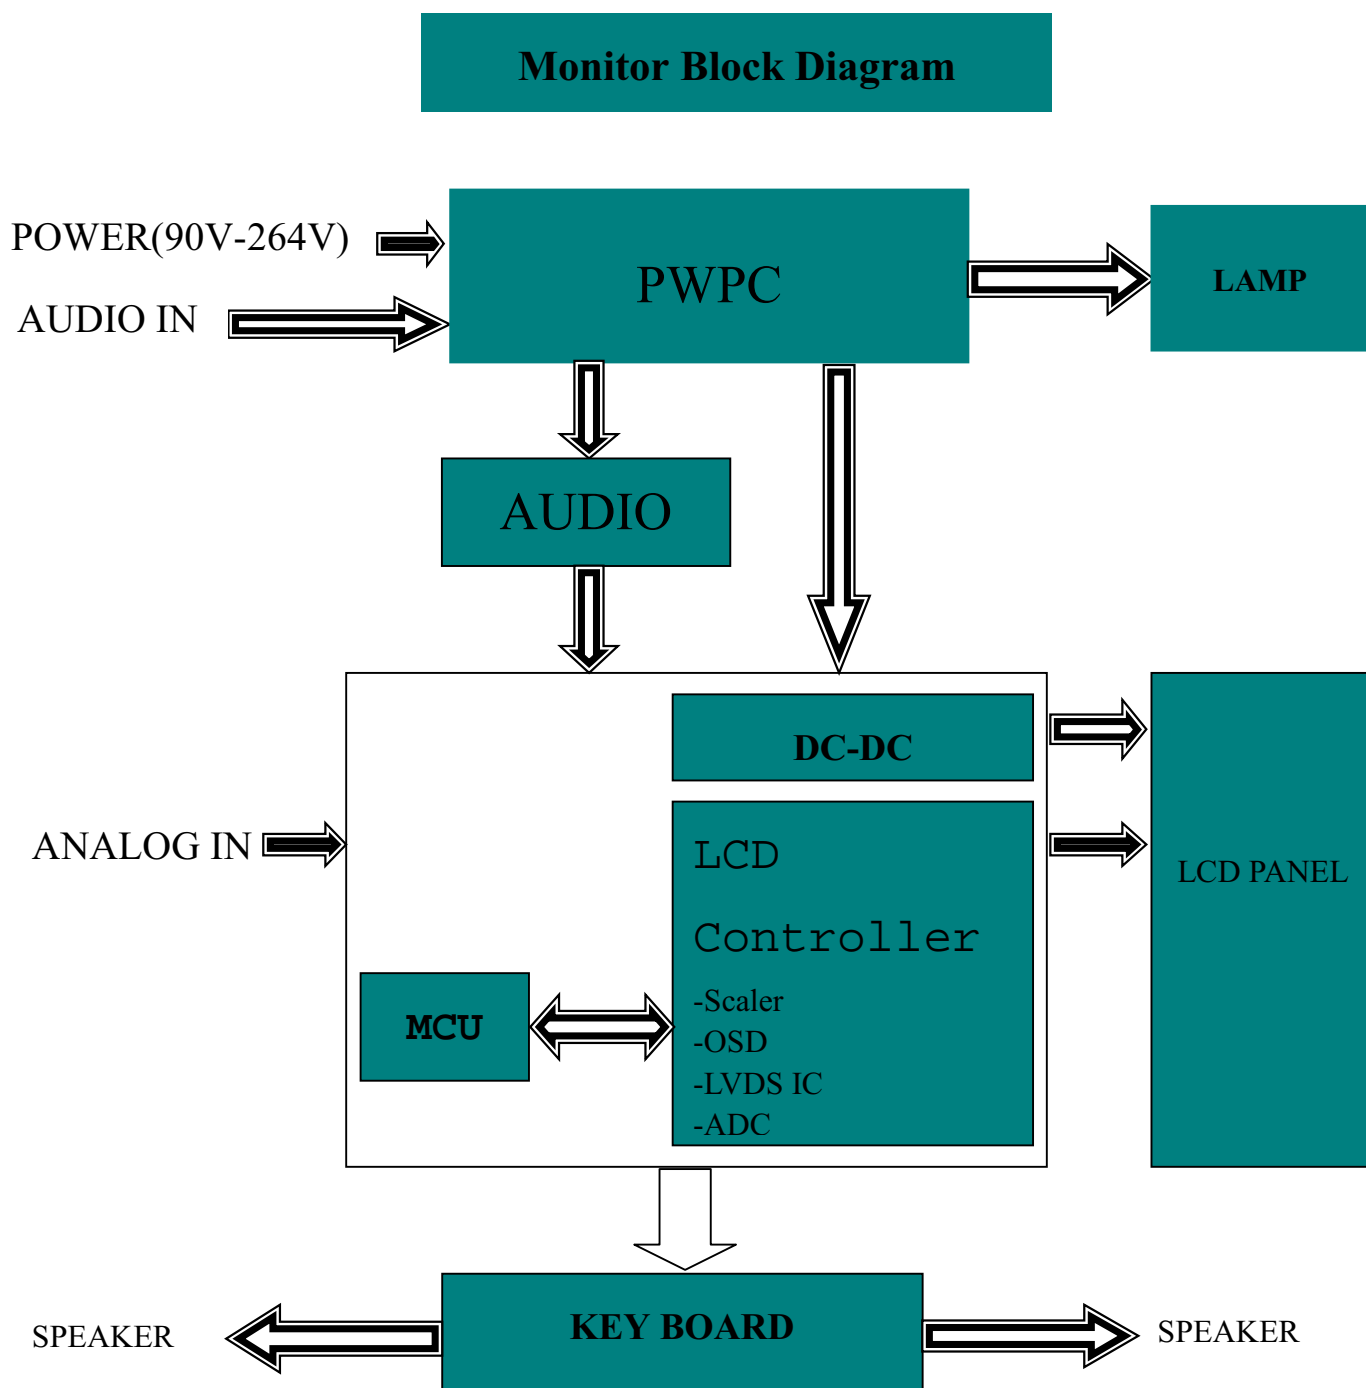 Monitor Block Diagram
POWER(90V-264V)
PWPC
LAMP
AUDIO IN
AUDIO
DC-DC
ANALOG IN
LCD
Controller
-Scaler
-OSD
-LVDS IC
-ADC
MCU
LCD PANEL
SPEAKER
KEY BOARD
SPEAKER